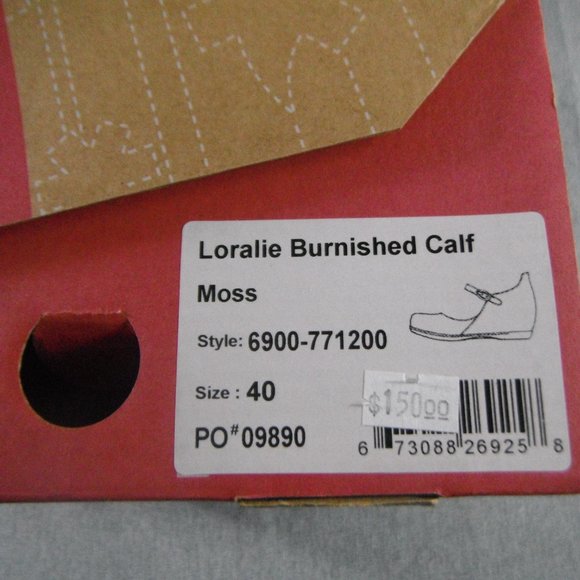 Loralie Burnished Calf
Moss
Style: 6900-771200
Size : 40
$150.00
PO# 09890
6 73088 26925 8